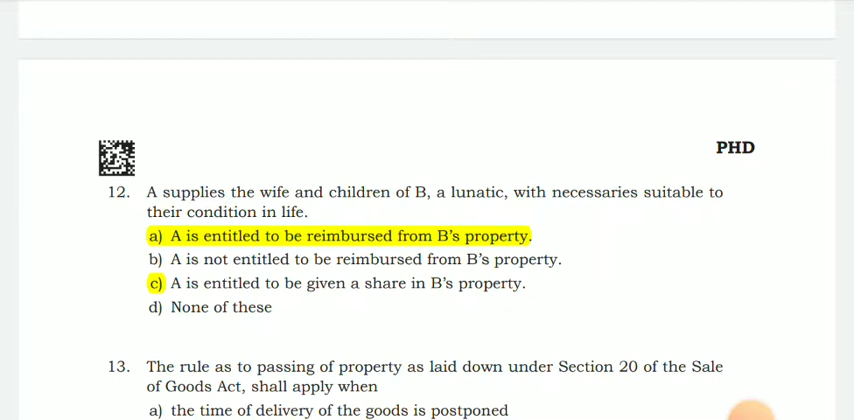 PHD
12. A supplies the wife and children of B, a lunatic, with necessaries suitable to
their condition in life.
a) A is entitled to be reimbursed from B’s property.
b) A is not entitled to be reimbursed from B’s property.
c) A is entitled to be given a share in B’s property.
d) None of these
13. The rule as to passing of property as laid down under Section 20 of the Sale
of Goods Act, shall apply when
a) the time of delivery of the goods is postponed